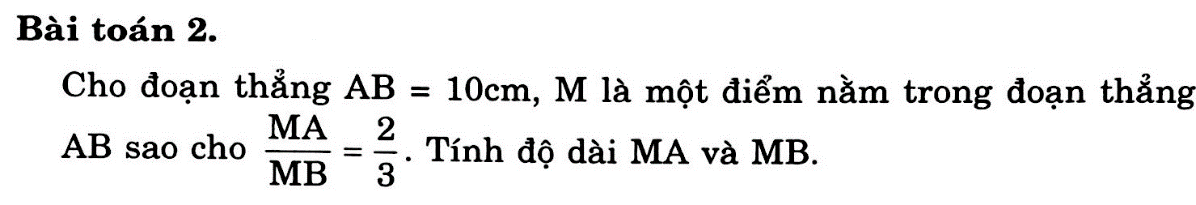 Bài toán 2.
Cho đoạn thẳng AB = 10cm, M là một điểm nằm trong đoạn thẳng
AB sao cho MA/MB = 2/3. Tính độ dài MA và MB.